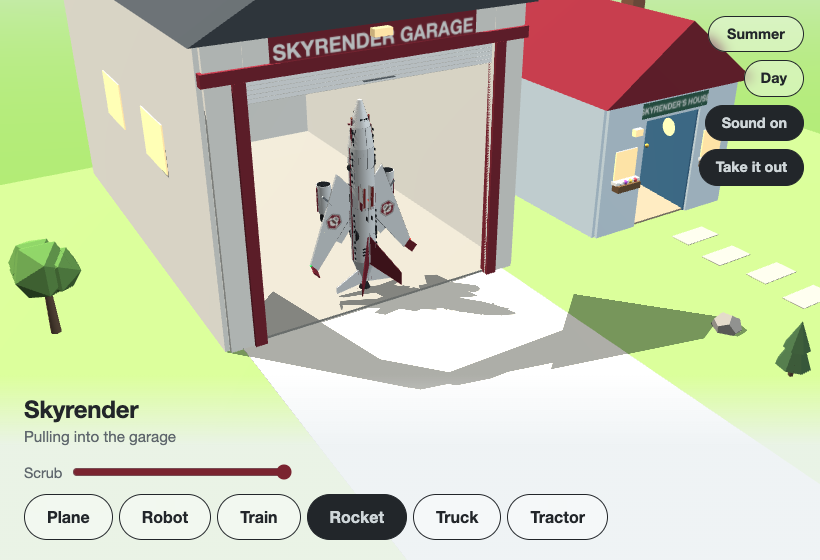 SKYRENDER GARAGE
SKYRENDER'S HOUSE
Summer
Day
Sound on
Take it out
Skyrender
Pulling into the garage
Scrub
Plane
Robot
Train
Rocket
Truck
Tractor